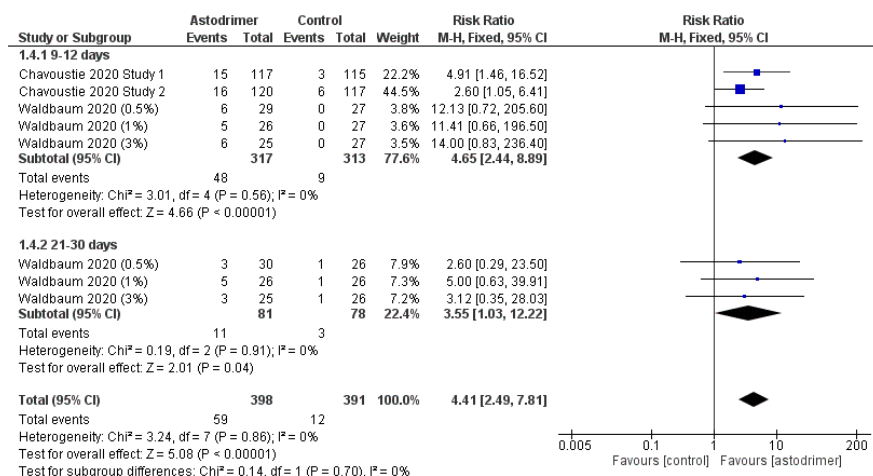 Astodrimer Control Risk Ratio Risk Ratio
Study or Subgroup Events Total Events Total Weight M-H, Fixed, 95% CI M-H, Fixed, 95% CI
1.4.1 9-12 days
Chavoustie 2020 Study 1 15 117 3 115 22.2% 4.91 [1.46, 16.52]
Chavoustie 2020 Study 2 16 120 6 117 44.5% 2.60 [1.05, 6.41]
Waldbaum (0.5%) 6 29 0 27 3.8% 12.13 [0.72, 205.60]
Waldbaum (1%) 5 26 0 27 3.6% 11.41 [0.66, 196.50]
Waldbaum (3%) 6 25 0 27 3.5% 14.00 [0.83, 236.40]
Subtotal (95% CI) 317 313 77.6% 4.65 [2.44, 8.89]
Total events 48 9
Heterogeneity: Chi² = 3.01, df = 4 (P = 0.56); I² = 0%
Test for overall effect: Z = 4.66 (P < 0.00001)
1.4.2 21-30 days
Waldbaum 2020 (0.5%) 3 30 1 26 7.9% 2.60 [0.29, 23.50]
Waldbaum 2020 (1%) 5 26 1 26 7.3% 5.00 [0.63, 39.91]
Waldbaum 2020 (3%) 3 25 1 26 7.2% 3.12 [0.35, 28.03]
Subtotal (95% CI) 81 78 22.4% 3.55 [1.03, 12.22]
Total events 11 3
Heterogeneity: Chi² = 0.19, df = 2 (P = 0.91); I² = 0%
Test for overall effect: Z = 2.01 (P = 0.04)
Total (95% CI) 398 391 100.0% 4.41 [2.49, 7.81]
Total events 59 12
Heterogeneity: Chi² = 3.24, df = 7 (P = 0.86); I² = 0%
Test for overall effect: Z = 5.08 (P < 0.00001)
Test for subgroup differences: Chi² = 0.14, df = 1 (P = 0.70), I² = 0%
0.005 0.1 1 10 200
Favours [control] Favours [astodrimer]